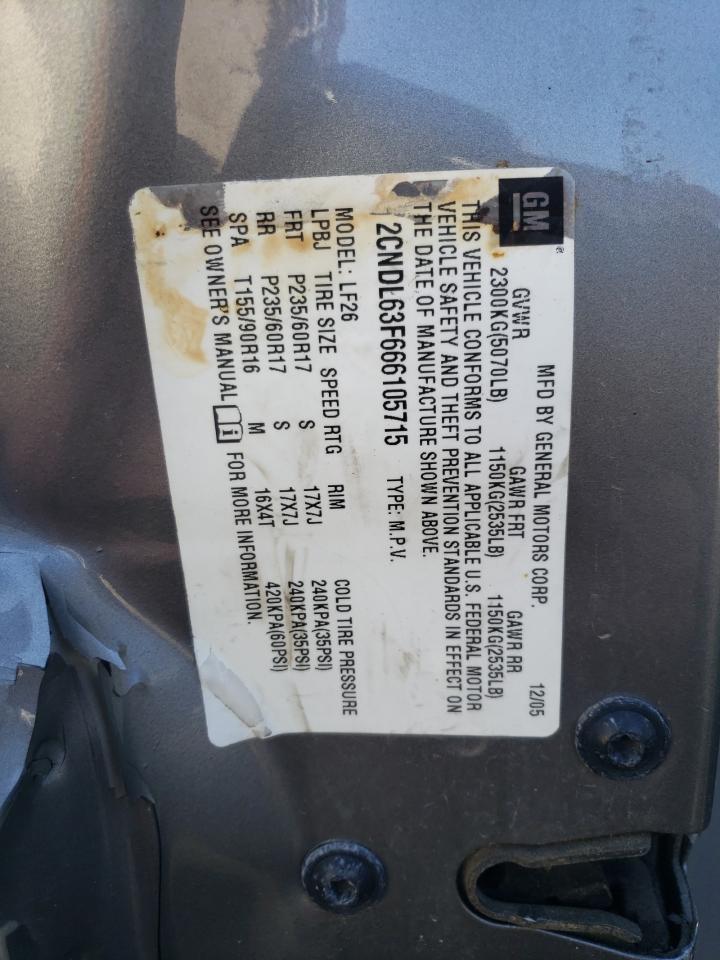 GM
MFD BY GENERAL MOTORS CORP. 12/05
GVWR GAWR FRT GAWR RR
2300KG(5070LB) 1150KG(2535LB) 1150KG(2535LB)
THIS VEHICLE CONFORMS TO ALL APPLICABLE U.S. FEDERAL MOTOR
VEHICLE SAFETY AND THEFT PREVENTION STANDARDS IN EFFECT ON
THE DATE OF MANUFACTURE SHOWN ABOVE.
2CNDL63F666105715 TYPE: M.P.V.
MODEL: LF26
LPBJ TIRE SIZE SPEED RTG RIM COLD TIRE PRESSURE
FRT P235/60R17 S 17X7J 240KPA(35PSI)
RR P235/60R17 S 17X7J 240KPA(35PSI)
SPA T155/90R16 M 16X4T 420KPA(60PSI)
SEE OWNER'S MANUAL i FOR MORE INFORMATION.